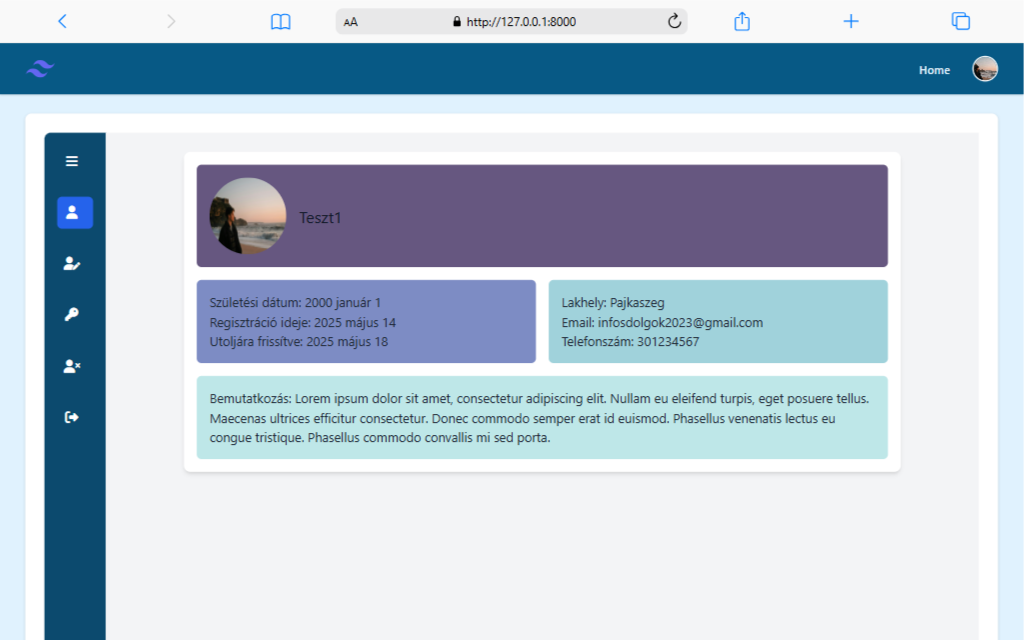 AA
http://127.0.0.1:8000
Home
Teszt1
Születési dátum: 2000 január 1
Regisztráció ideje: 2025 május 14
Utoljára frissítve: 2025 május 18
Lakhely: Pajkaszeg
Email: infosdolgok2023@gmail.com
Telefonszám: 301234567
Bemutatkozás: Lorem ipsum dolor sit amet, consectetur adipiscing elit. Nullam eu eleifend turpis, eget posuere tellus.
Maecenas ultrices efficitur consectetur. Donec commodo semper erat id euismod. Phasellus venenatis lectus eu
congue tristique. Phasellus commodo convallis mi sed porta.